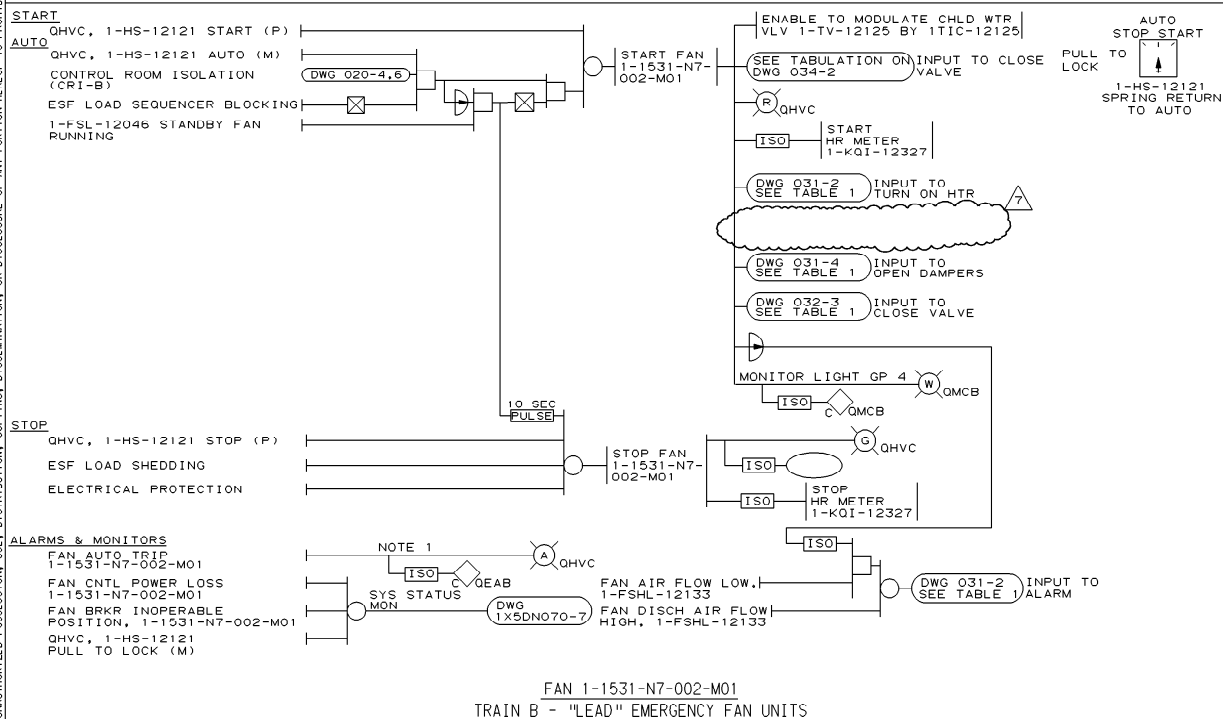 START
QHVC, 1-HS-12121 START (P)
AUTO
QHVC, 1-HS-12121 AUTO (M)
CONTROL ROOM ISOLATION
(CRI-B)
DWG 020-4,6
ESF LOAD SEQUENCER BLOCKING
1-FSL-12046 STANDBY FAN
RUNNING
START FAN
1-1531-N7-
002-M01
ENABLE TO MODULATE CHLD WTR
VLV 1-TV-12125 BY 1TIC-12125
SEE TABULATION ON
DWG 034-2
INPUT TO CLOSE
VALVE
R
QHVC
ISO
START
HR METER
1-KQI-12327
DWG 031-2
SEE TABLE 1
INPUT TO
TURN ON HTR
7
DWG 031-4
SEE TABLE 1
INPUT TO
OPEN DAMPERS
DWG 032-3
SEE TABLE 1
INPUT TO
CLOSE VALVE
MONITOR LIGHT GP 4
W
QMCB
ISO
C
QMCB
AUTO
STOP START
PULL TO
LOCK
1-HS-12121
SPRING RETURN
TO AUTO
10 SEC
PULSE
STOP
QHVC, 1-HS-12121 STOP (P)
ESF LOAD SHEDDING
ELECTRICAL PROTECTION
STOP FAN
1-1531-N7-
002-M01
G
QHVC
ISO
ISO
STOP
HR METER
1-KQI-12327
ALARMS & MONITORS
FAN AUTO TRIP
1-1531-N7-002-M01
NOTE 1
A
QHVC
ISO
C
QEAB
FAN CNTL POWER LOSS
1-1531-N7-002-M01
FAN BRKR INOPERABLE
POSITION, 1-1531-N7-002-M01
QHVC, 1-HS-12121
PULL TO LOCK (M)
SYS STATUS
MON
DWG
1X5DN070-7
ISO
FAN AIR FLOW LOW,
1-FSHL-12133
FAN DISCH AIR FLOW
HIGH, 1-FSHL-12133
DWG 031-2
SEE TABLE 1
INPUT TO
ALARM
FAN 1-1531-N7-002-M01
TRAIN B - "LEAD" EMERGENCY FAN UNITS